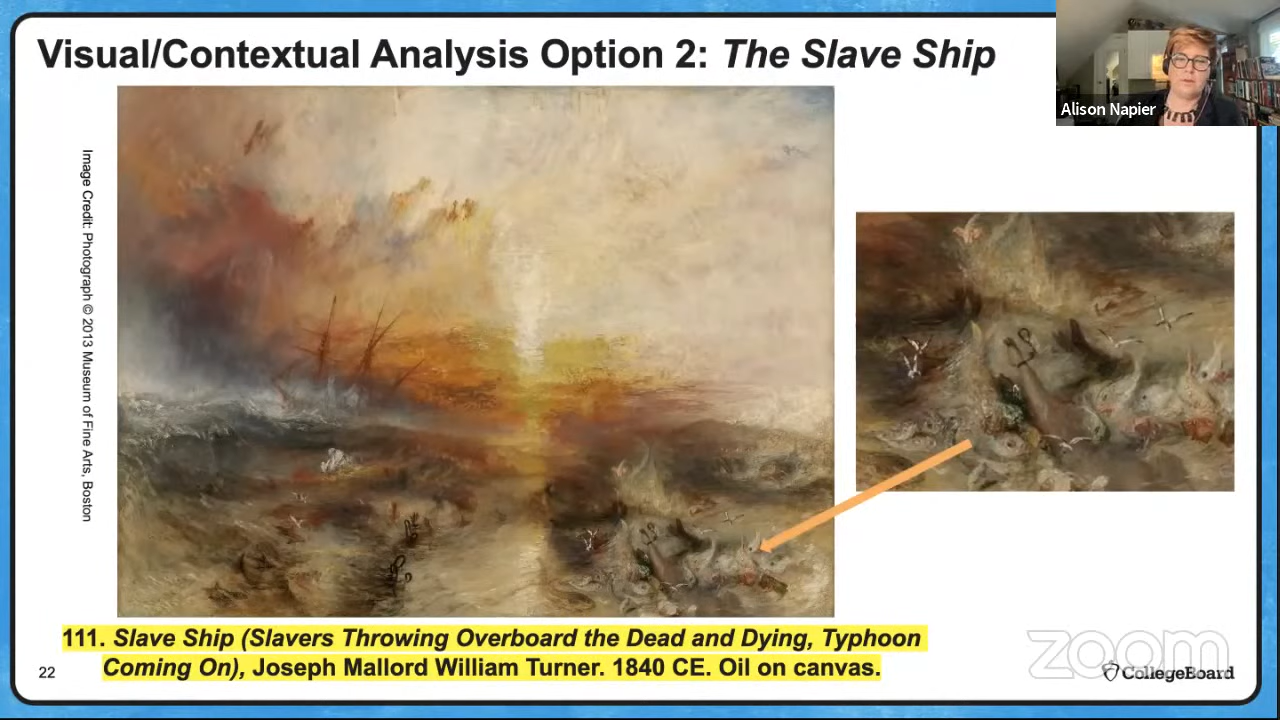 Visual/Contextual Analysis Option 2: The Slave Ship
Alison Napier
Image Credit: Photograph © 2013 Museum of Fine Arts, Boston
111. Slave Ship (Slavers Throwing Overboard the Dead and Dying, Typhoon
Coming On), Joseph Mallord William Turner. 1840 CE. Oil on canvas.
22
zoom
CollegeBoard